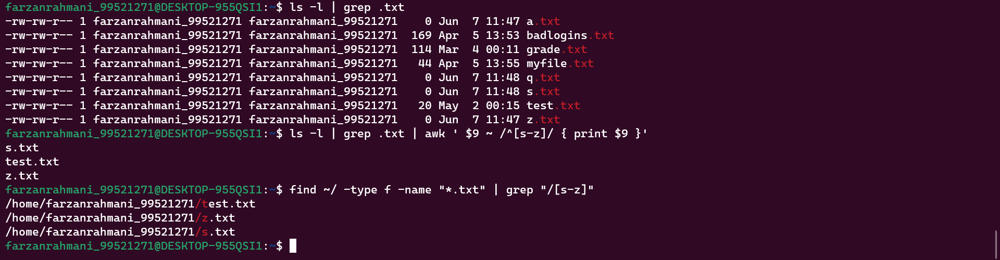 farzanrahmani_99521271@DESKTOP-955QSI1:~$ ls -l | grep .txt
-rw-rw-r-- 1 farzanrahmani_99521271 farzanrahmani_99521271    0 Jun  7 11:47 a.txt
-rw-rw-r-- 1 farzanrahmani_99521271 farzanrahmani_99521271  169 Apr  5 13:53 badlogins.txt
-rw-rw-r-- 1 farzanrahmani_99521271 farzanrahmani_99521271  114 Mar  4 00:11 grade.txt
-rw-rw-r-- 1 farzanrahmani_99521271 farzanrahmani_99521271   44 Apr  5 13:55 myfile.txt
-rw-rw-r-- 1 farzanrahmani_99521271 farzanrahmani_99521271    0 Jun  7 11:48 q.txt
-rw-rw-r-- 1 farzanrahmani_99521271 farzanrahmani_99521271    0 Jun  7 11:48 s.txt
-rw-rw-r-- 1 farzanrahmani_99521271 farzanrahmani_99521271   20 May  2 00:15 test.txt
-rw-rw-r-- 1 farzanrahmani_99521271 farzanrahmani_99521271    0 Jun  7 11:47 z.txt
farzanrahmani_99521271@DESKTOP-955QSI1:~$ ls -l | grep .txt | awk ' $9 ~ /^[s-z]/ { print $9 }'
s.txt
test.txt
z.txt
farzanrahmani_99521271@DESKTOP-955QSI1:~$ find ~/ -type f -name "*.txt" | grep "/[s-z]"
/home/farzanrahmani_99521271/test.txt
/home/farzanrahmani_99521271/z.txt
/home/farzanrahmani_99521271/s.txt
farzanrahmani_99521271@DESKTOP-955QSI1:~$